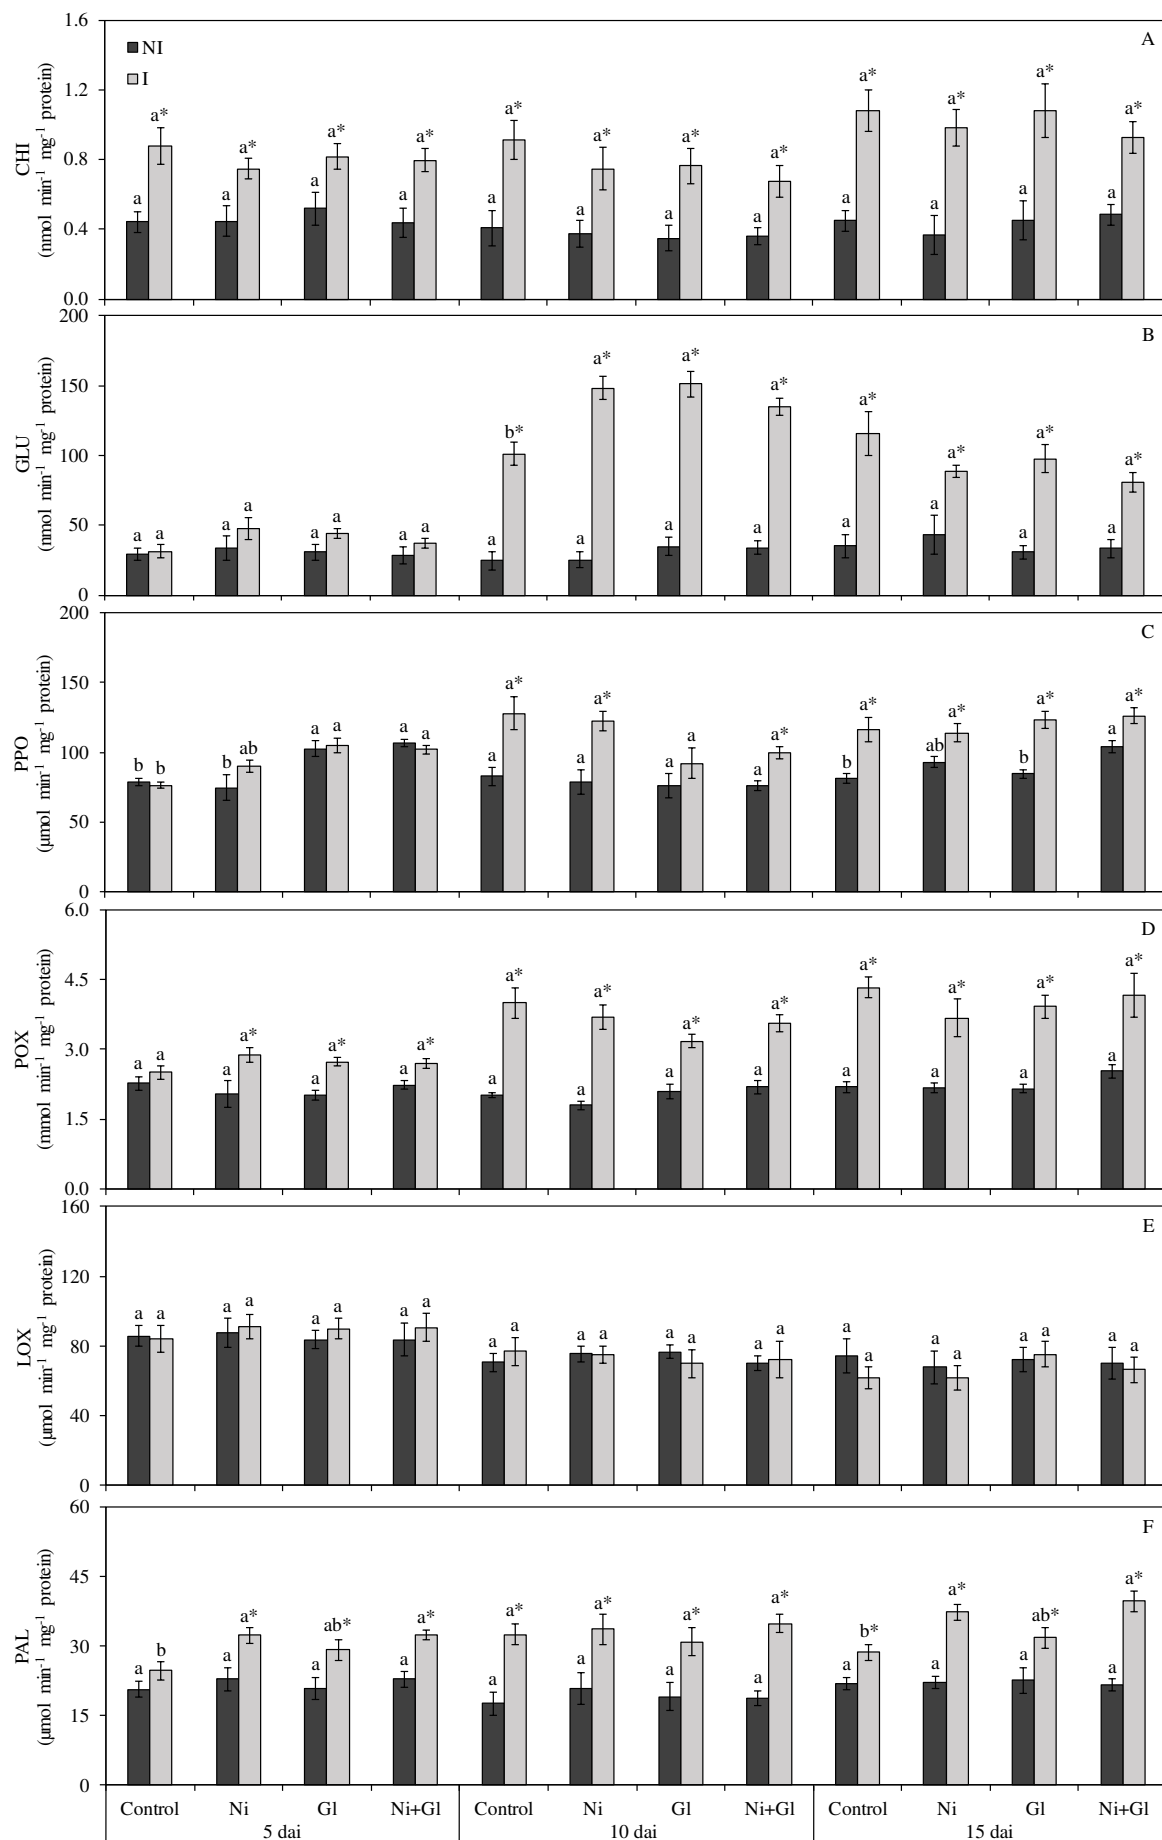 A
NI
I
CHI
(nmol min-1 mg-1 protein)
1.6
1.2
0.8
0.4
0.0
a a* a a* a a* a a* a a* a a* a a* a a* a a* a a* a a* a a*
B
GLU
(nmol min-1 mg-1 protein)
200
150
100
50
0
a a a a a a a a a b* a a* a a* a a* a a* a a* a a* a a*
C
PPO
(µmol min-1 mg-1 protein)
200
150
100
50
0
b b b ab a a a a a a* a a* a a a a* b a* ab a* b a* a a*
D
POX
(mmol min-1 mg-1 protein)
6.0
4.5
3.0
1.5
0.0
a a a a* a a* a a* a a* a a* a a* a a* a a* a a* a a* a a*
E
LOX
(µmol min-1 mg-1 protein)
160
120
80
40
0
a a a a a a a a a a a a a a a a a a a a a a a a
F
PAL
(µmol min-1 mg-1 protein)
60
45
30
15
0
a b a a* a ab* a a* a a* a a* a a* a a* a b* a a* a ab* a a*
Control Ni Gl Ni+Gl Control Ni Gl Ni+Gl Control Ni Gl Ni+Gl
5 dai 10 dai 15 dai